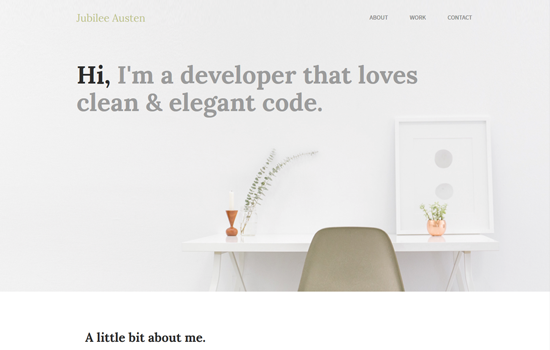 Jubilee Austen
ABOUT WORK CONTACT
Hi, I'm a developer that loves
clean & elegant code.
A little bit about me.